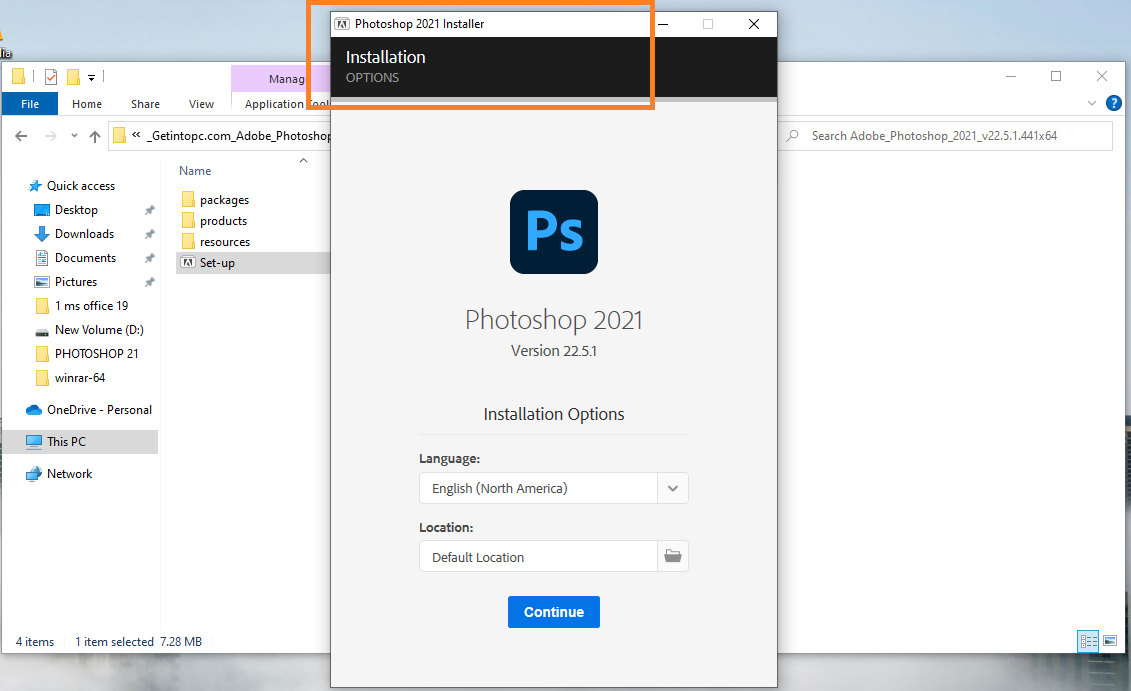 Photoshop 2021 Installer
Installation
OPTIONS
Manag
File
Home
Share
View
Application Tool
« _Getintopc.com_Adobe_Photoshop
Search Adobe_Photoshop_2021_v22.5.1.441x64
Name
Quick access
Desktop
Downloads
Documents
Pictures
1 ms office 19
New Volume (D:)
PHOTOSHOP 21
winrar-64
OneDrive - Personal
This PC
Network
packages
products
resources
Set-up
Ps
Photoshop 2021
Version 22.5.1
Installation Options
Language:
English (North America)
Location:
Default Location
Continue
4 items
1 item selected 7.28 MB